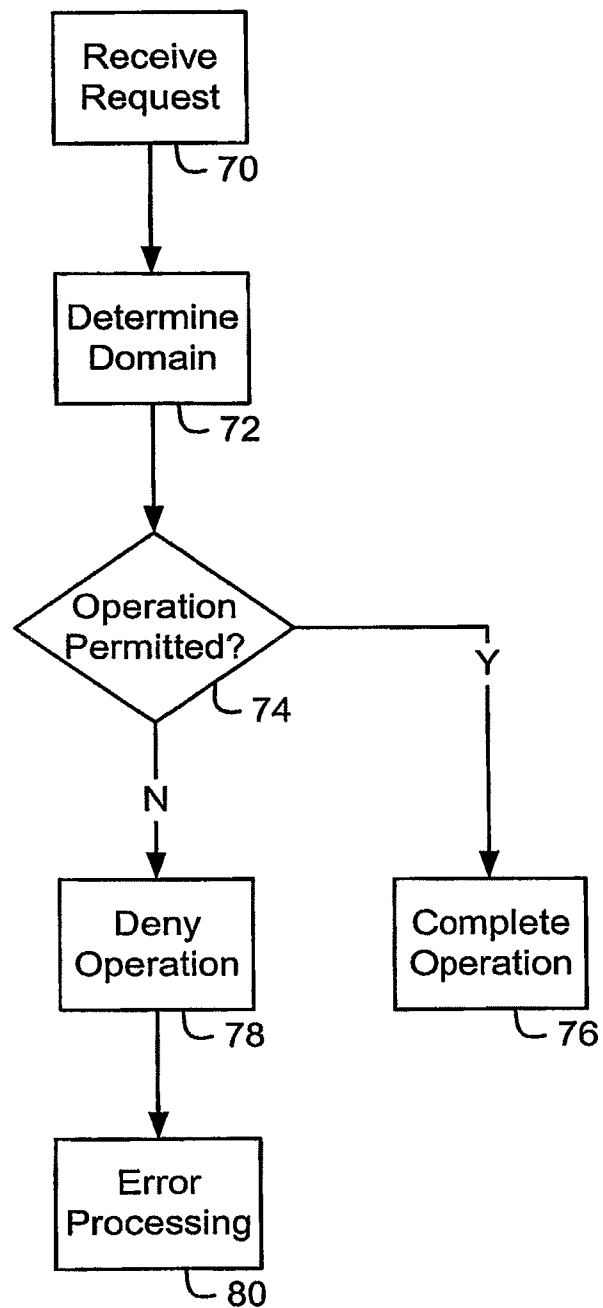 Receive
Request
70
Determine
Domain
72
Operation
Permitted?
74
Y
N
Deny
Operation
78
Complete
Operation
76
Error
Processing
80